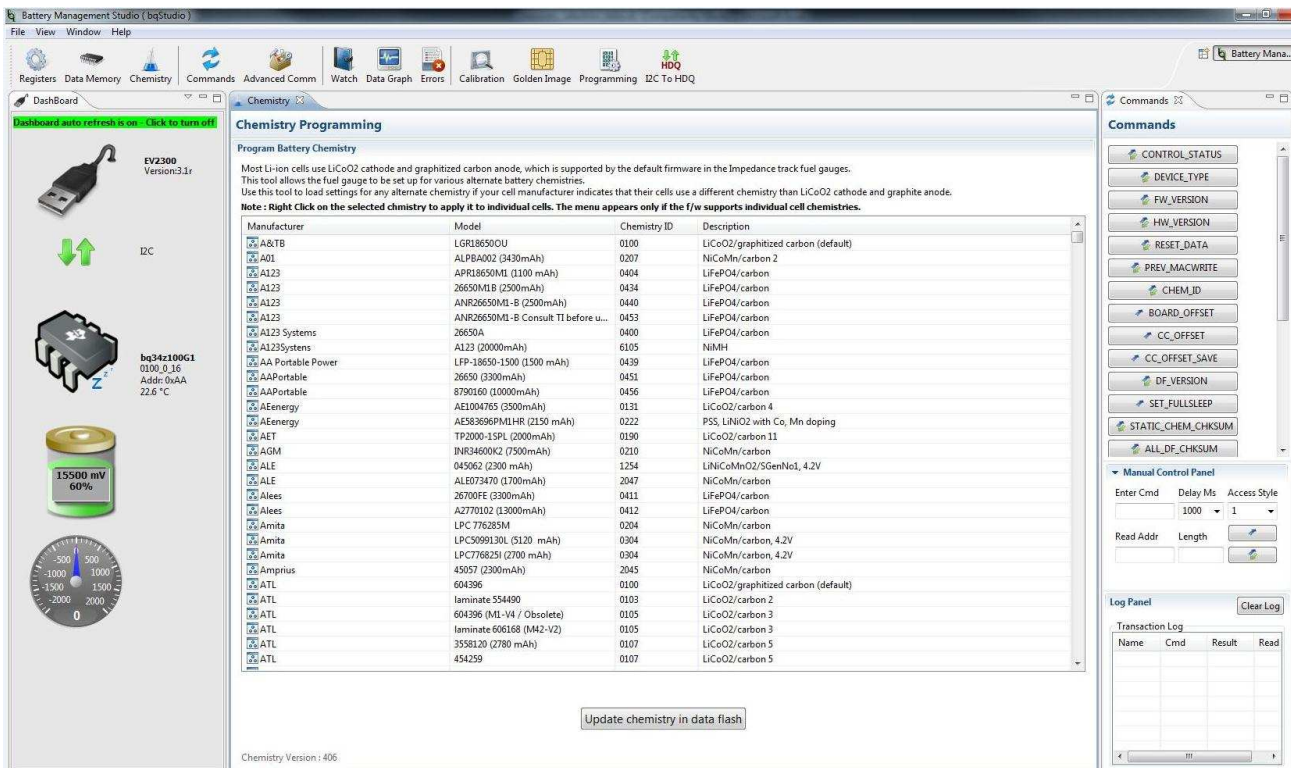 Battery Management Studio ( bqStudio )
File View Window Help
Registers Data Memory Chemistry Commands Advanced Comm Watch Data Graph Errors Calibration Golden Image Programming I2C To HDQ
HDQ
Battery Mana...
DashBoard
Dashboard auto refresh is on - Click to turn off
EV2300
Version:3.1r
I2C
bq34z100G1
0100_0_16
Addr: 0xAA
22.6 °C
Z z
15500 mV
60%
-500 500
-1000 1000
-1500 1500
-2000 2000
0
Chemistry
Chemistry Programming
Program Battery Chemistry
Most Li-ion cells use LiCoO2 cathode and graphitized carbon anode, which is supported by the default firmware in the Impedance track fuel gauges.
This tool allows the fuel gauge to be set up for various alternate battery chemistries.
Use this tool to load settings for any alternate chemistry if your cell manufacturer indicates that their cells use a different chemistry than LiCoO2 cathode and graphite anode.
Note : Right Click on the selected chmistry to apply it to individual cells. The menu appears only if the f/w supports individual cell chemistries.
Manufacturer Model Chemistry ID Description
A&TB LGR18650OU 0100 LiCoO2/graphitized carbon (default)
A01 ALPBA002 (3430mAh) 0207 NiCoMn/carbon 2
A123 APR18650M1 (1100 mAh) 0404 LiFePO4/carbon
A123 26650M1B (2500mAh) 0434 LiFePO4/carbon
A123 ANR26650M1-B (2500mAh) 0440 LiFePO4/carbon
A123 ANR26650M1-B Consult TI before u... 0453 LiFePO4/carbon
A123 Systems 26650A 0400 LiFePO4/carbon
A123Systens A123 (20000mAh) 6105 NiMH
AA Portable Power LFP-18650-1500 (1500 mAh) 0439 LiFePO4/carbon
AAPortable 26650 (3300mAh) 0451 LiFePO4/carbon
AAPortable 8790160 (10000mAh) 0456 LiFePO4/carbon
AEenergy AE1004765 (3500mAh) 0131 LiCoO2/carbon 4
AEenergy AE583696PM1HR (2150 mAh) 0222 PSS, LiNiO2 with Co, Mn doping
AET TP2000-1SPL (2000mAh) 0190 LiCoO2/carbon 11
AGM INR34600K2 (7500mAh) 0210 NiCoMn/carbon
ALE 045062 (2300 mAh) 1254 LiNiCoMnO2/SGenNo1, 4.2V
ALE ALE073470 (1700mAh) 2047 NiCoMn/carbon
Alees 26700FE (3300mAh) 0411 LiFePO4/carbon
Alees A2770102 (13000mAh) 0412 LiFePO4/carbon
Amita LPC 776285M 0204 NiCoMn/carbon
Amita LPC5099130L (5120 mAh) 0304 NiCoMn/carbon, 4.2V
Amita LPC776825I (2700 mAh) 0304 NiCoMn/carbon, 4.2V
Amprius 45057 (2300mAh) 2045 NiCoMn/carbon
ATL 604396 0100 LiCoO2/graphitized carbon (default)
ATL laminate 554490 0103 LiCoO2/carbon 2
ATL 604396 (M1-V4 / Obsolete) 0105 LiCoO2/carbon 3
ATL laminate 606168 (M42-V2) 0105 LiCoO2/carbon 3
ATL 3558120 (2780 mAh) 0107 LiCoO2/carbon 5
ATL 454259 0107 LiCoO2/carbon 5
Update chemistry in data flash
Chemistry Version : 406
Commands
Commands
CONTROL_STATUS
DEVICE_TYPE
FW_VERSION
HW_VERSION
RESET_DATA
PREV_MACWRITE
CHEM_ID
BOARD_OFFSET
CC_OFFSET
CC_OFFSET_SAVE
DF_VERSION
SET_FULLSLEEP
STATIC_CHEM_CHKSUM
ALL_DF_CHKSUM
Manual Control Panel
Enter Cmd Delay Ms Access Style
1000 1
Read Addr Length
Log Panel
Clear Log
Transaction Log
Name Cmd Result Read